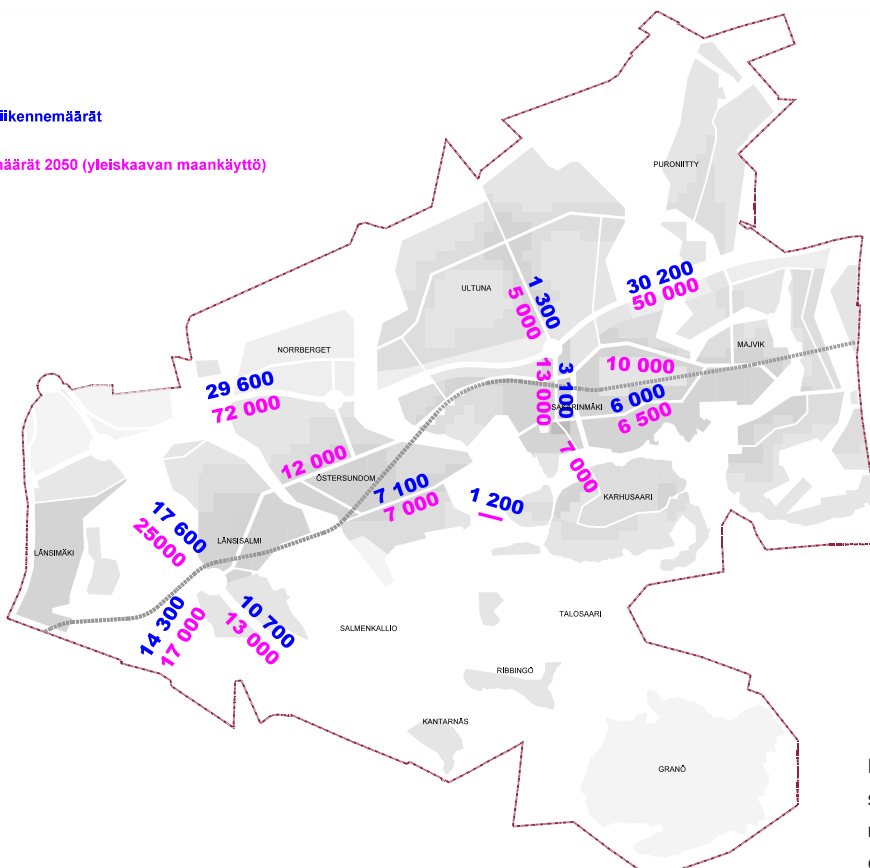 iikennemäärät
määrät 2050 (yleiskaavan maankäyttö)
PURONIITTY
ULTUNA
1 300
5 000
30 200
50 000
NORRBERGET
MAJVIK
29 600
72 000
13 000
3 100
10 000
SAKARINMÄKI
6 000
6 500
12 000
ÖSTERSUNDOM
7 000
7 100
7 000
1 200
KARHUSAARI
17 600
25000
LÄNSISALMI
LÄNSIMÄKI
14 300
17 000
10 700
13 000
SALMENKALLIO
TALOSAARI
RIBBINGÖ
KANTARNÄS
GRANÖ